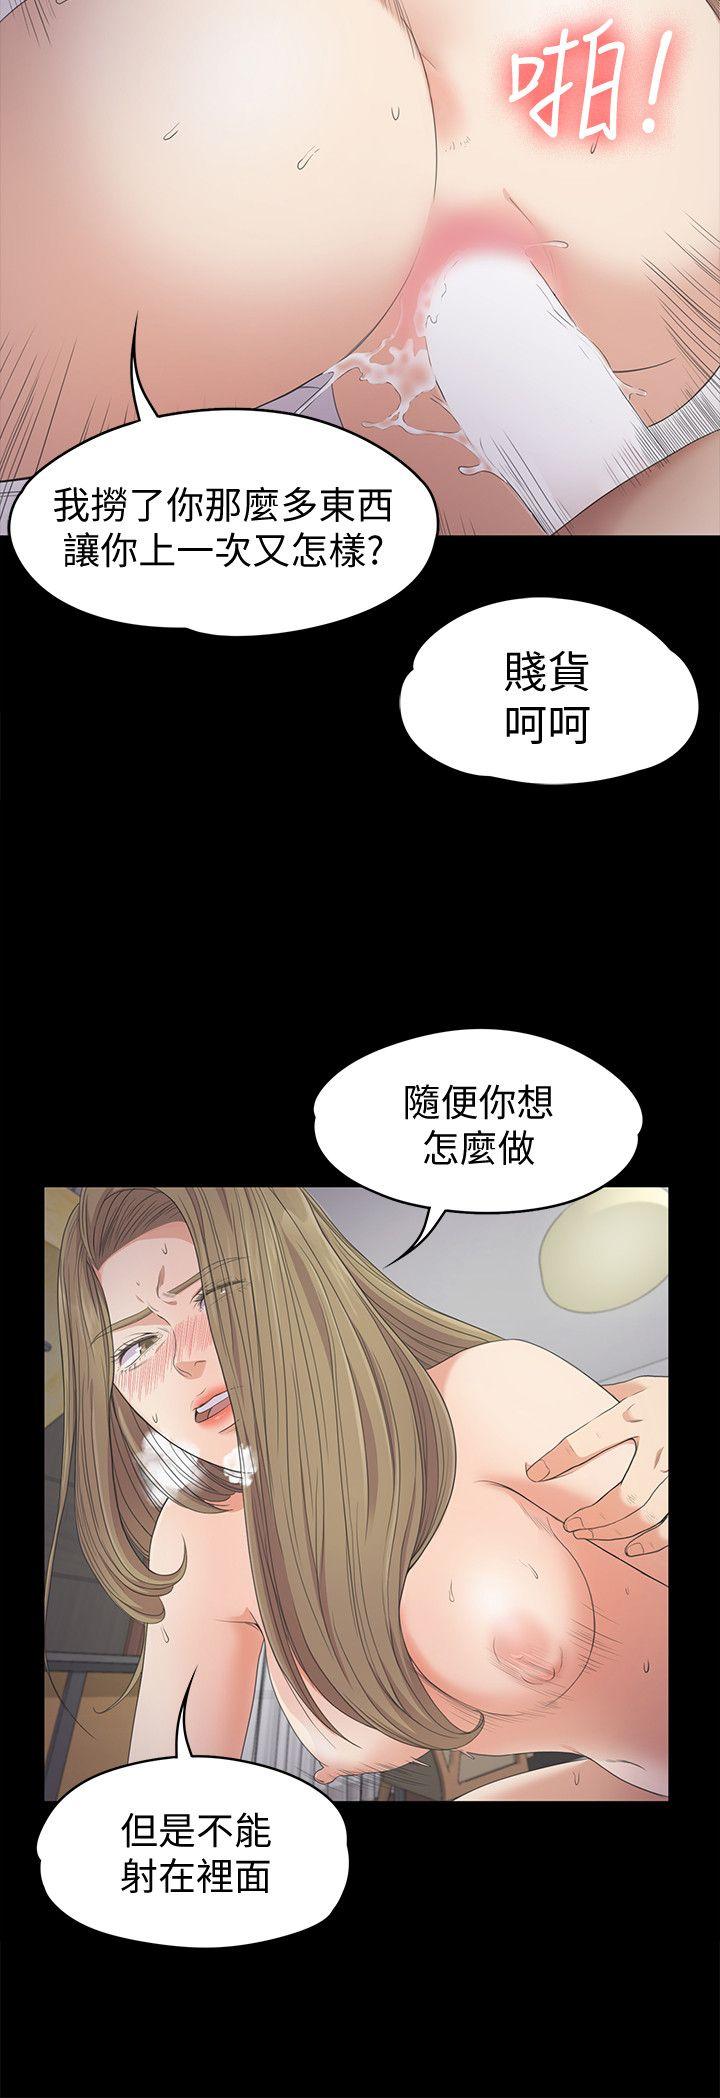 啪！
我撈了你那麼多東西
讓你上一次又怎樣？
賤貨
呵呵
隨便你想
怎麼做
但是不能
射在裡面